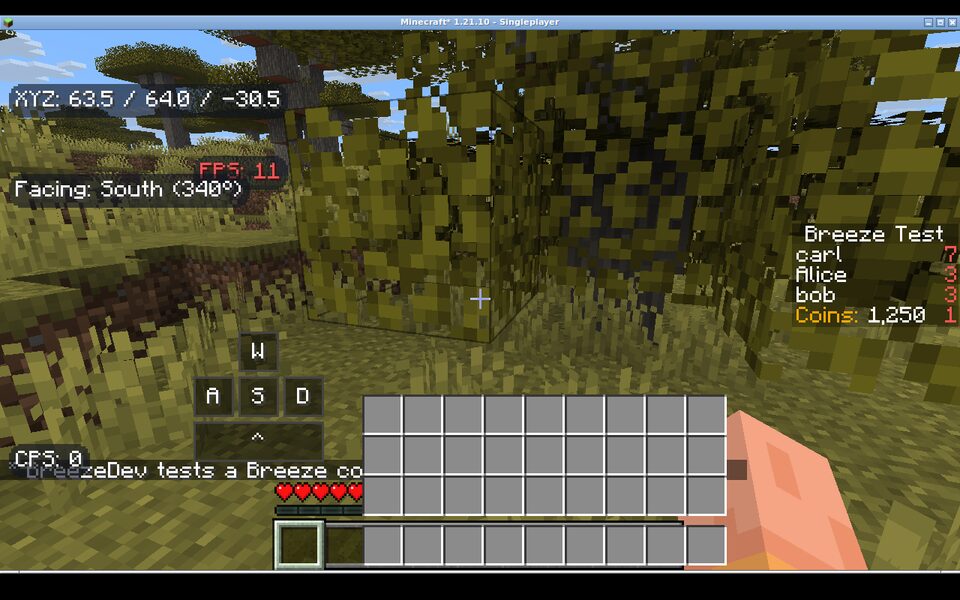 Minecraft* 1.21.10 - Singleplayer
XYZ: 63.5 / 64.0 / -30.5
FPS: 11
Facing: South (340°)
Breeze Test
carl 7
Alice 3
bob 3
Coins: 1,250 1
W
A S D
^
CPS: 0
BreezeDev tests a Breeze co